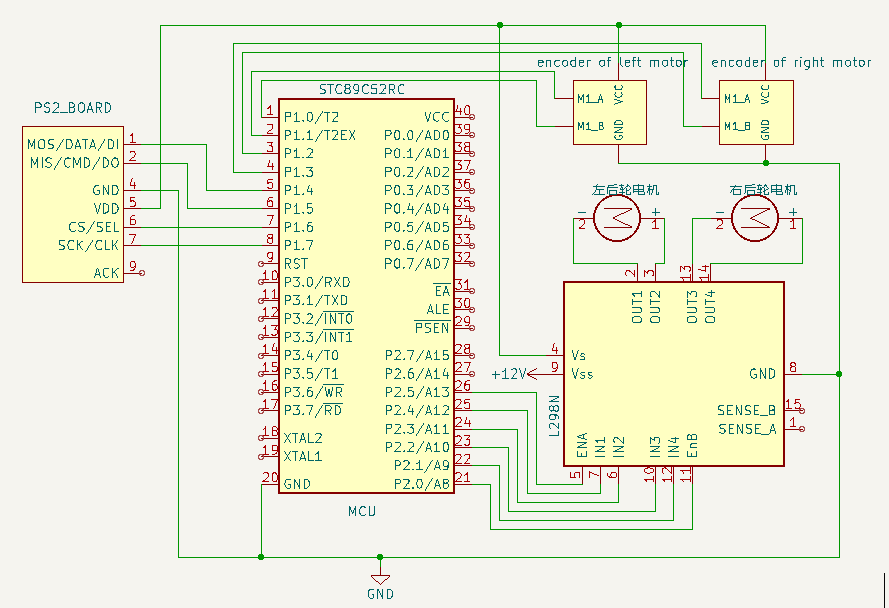 encoder of left motor
encoder of right motor
STC89C52RC
PS2_BOARD
MOS/DATA/DI 1
MIS/CMD/DO 2
GND 4
VDD 5
CS/SEL 6
SCK/CLK 7
ACK 9
1 P1.0/T2
2 P1.1/T2EX
3 P1.2
4 P1.3
5 P1.4
6 P1.5
7 P1.6
8 P1.7
9 RST
10 P3.0/RXD
11 P3.1/TXD
12 P3.2/INT0
13 P3.3/INT1
14 P3.4/T0
15 P3.5/T1
16 P3.6/WR
17 P3.7/RD
18 XTAL2
19 XTAL1
20 GND
VCC 40
P0.0/AD0 39
P0.1/AD1 38
P0.2/AD2 37
P0.3/AD3 36
P0.4/AD4 35
P0.5/AD5 34
P0.6/AD6 33
P0.7/AD7 32
EA 31
ALE 30
PSEN 29
P2.7/A15 28
P2.6/A14 27
P2.5/A13 26
P2.4/A12 25
P2.3/A11 24
P2.2/A10 23
P2.1/A9 22
P2.0/A8 21
MCU
M1_A
M1_B
VCC
GND
M1_A
M1_B
VCC
GND
左后轮电机
- +
2 M 1
右后轮电机
- +
2 M 1
2 3 13 14
OUT1 OUT2 OUT3 OUT4
4 Vs
+12V 9 Vss
GND 8
SENSE_B 15
SENSE_A 1
L298N
ENA IN1 IN2 IN3 IN4 EnB
5 7 6 10 12 11
GND